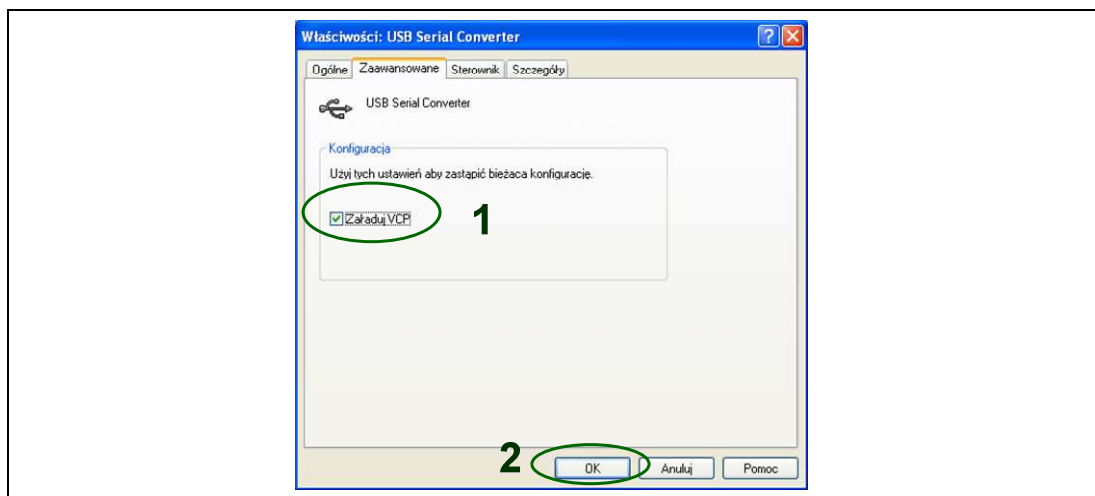 Właściwości: USB Serial Converter
Ogólne Zaawansowane Sterownik Szczegóły
USB Serial Converter
Konfiguracja
Użyj tych ustawień aby zastąpić bieżaca konfigurację.
Załaduj VCP
1
2
OK Anuluj Pomoc